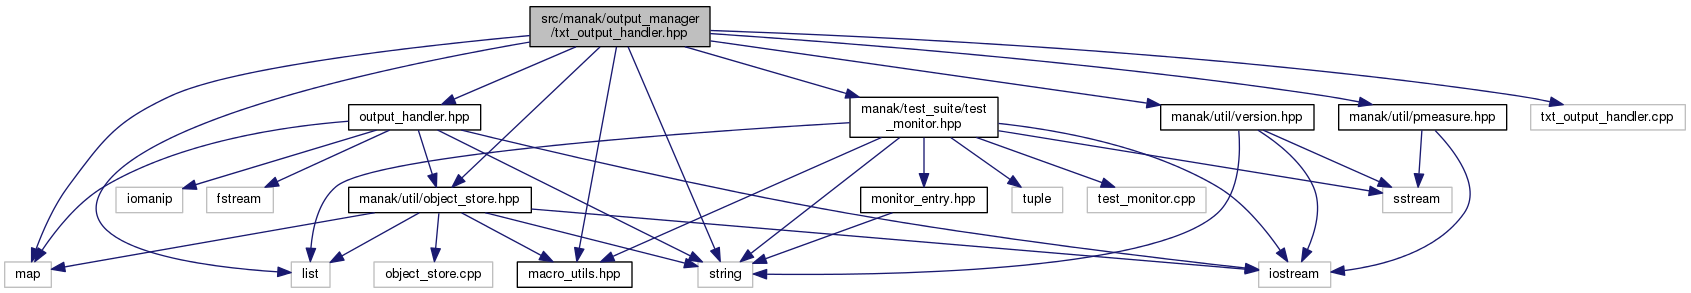 src/manak/output_manager
/txt_output_handler.hpp
output_handler.hpp
manak/test_suite/test
_monitor.hpp
manak/util/version.hpp
manak/util/pmeasure.hpp
txt_output_handler.cpp
iomanip
fstream
manak/util/object_store.hpp
monitor_entry.hpp
tuple
test_monitor.cpp
sstream
map
list
object_store.cpp
macro_utils.hpp
string
iostream